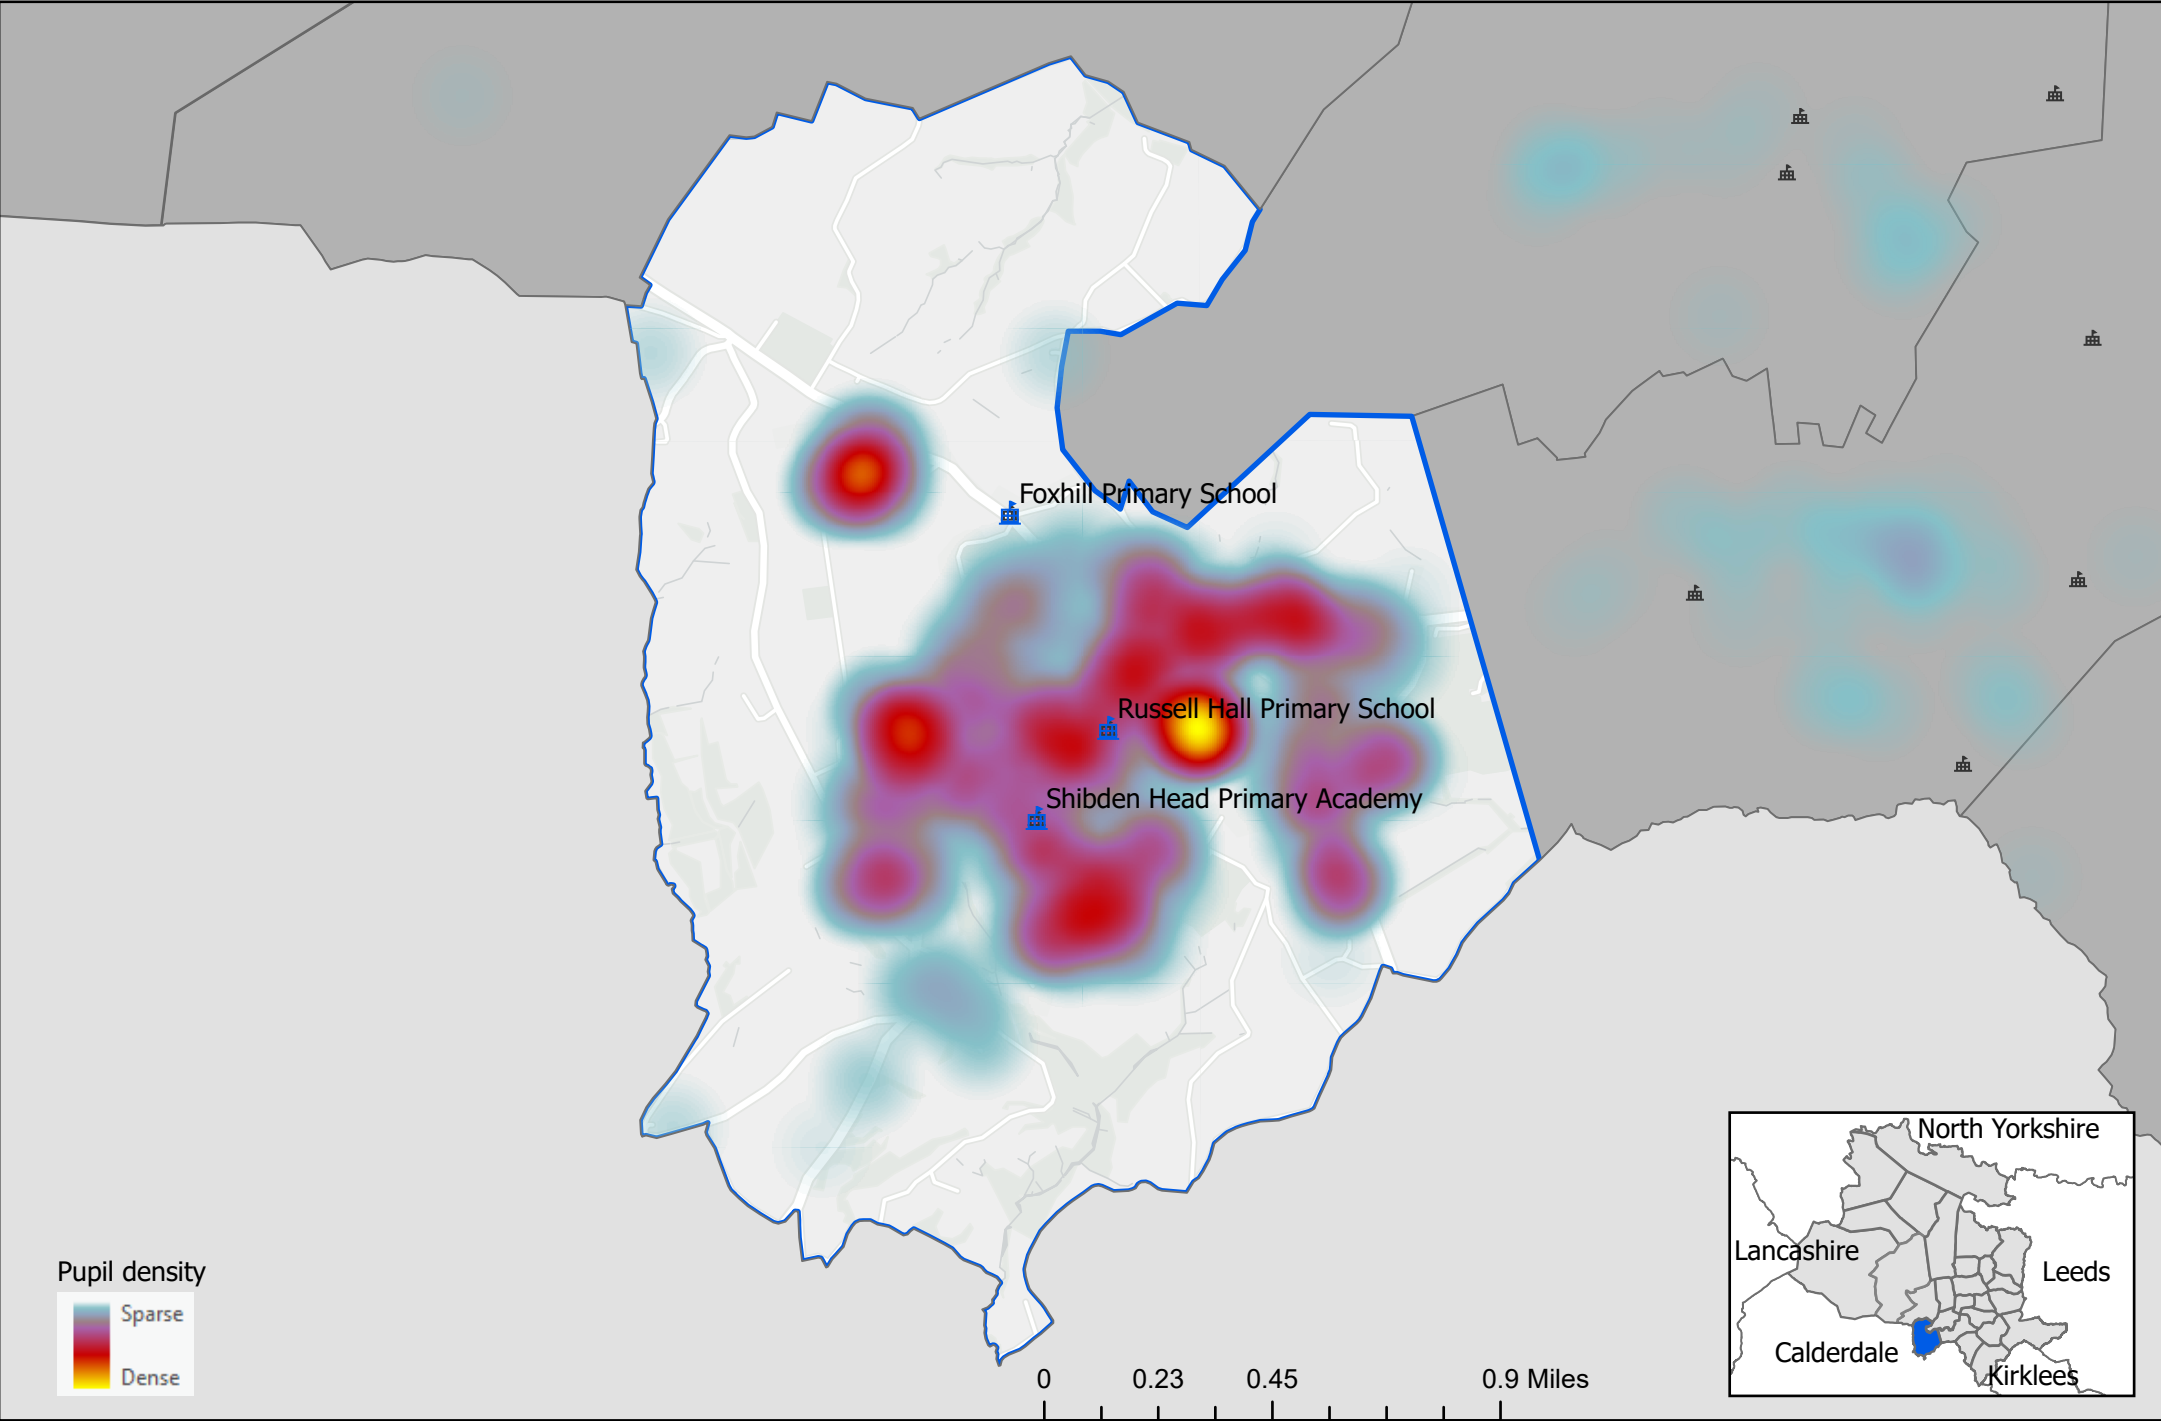 Foxhill Primary School
Russell Hall Primary School
Shibden Head Primary Academy
Pupil density
Sparse
Dense
0 0.23 0.45 0.9 Miles
North Yorkshire
Lancashire
Leeds
Calderdale
Kirklees